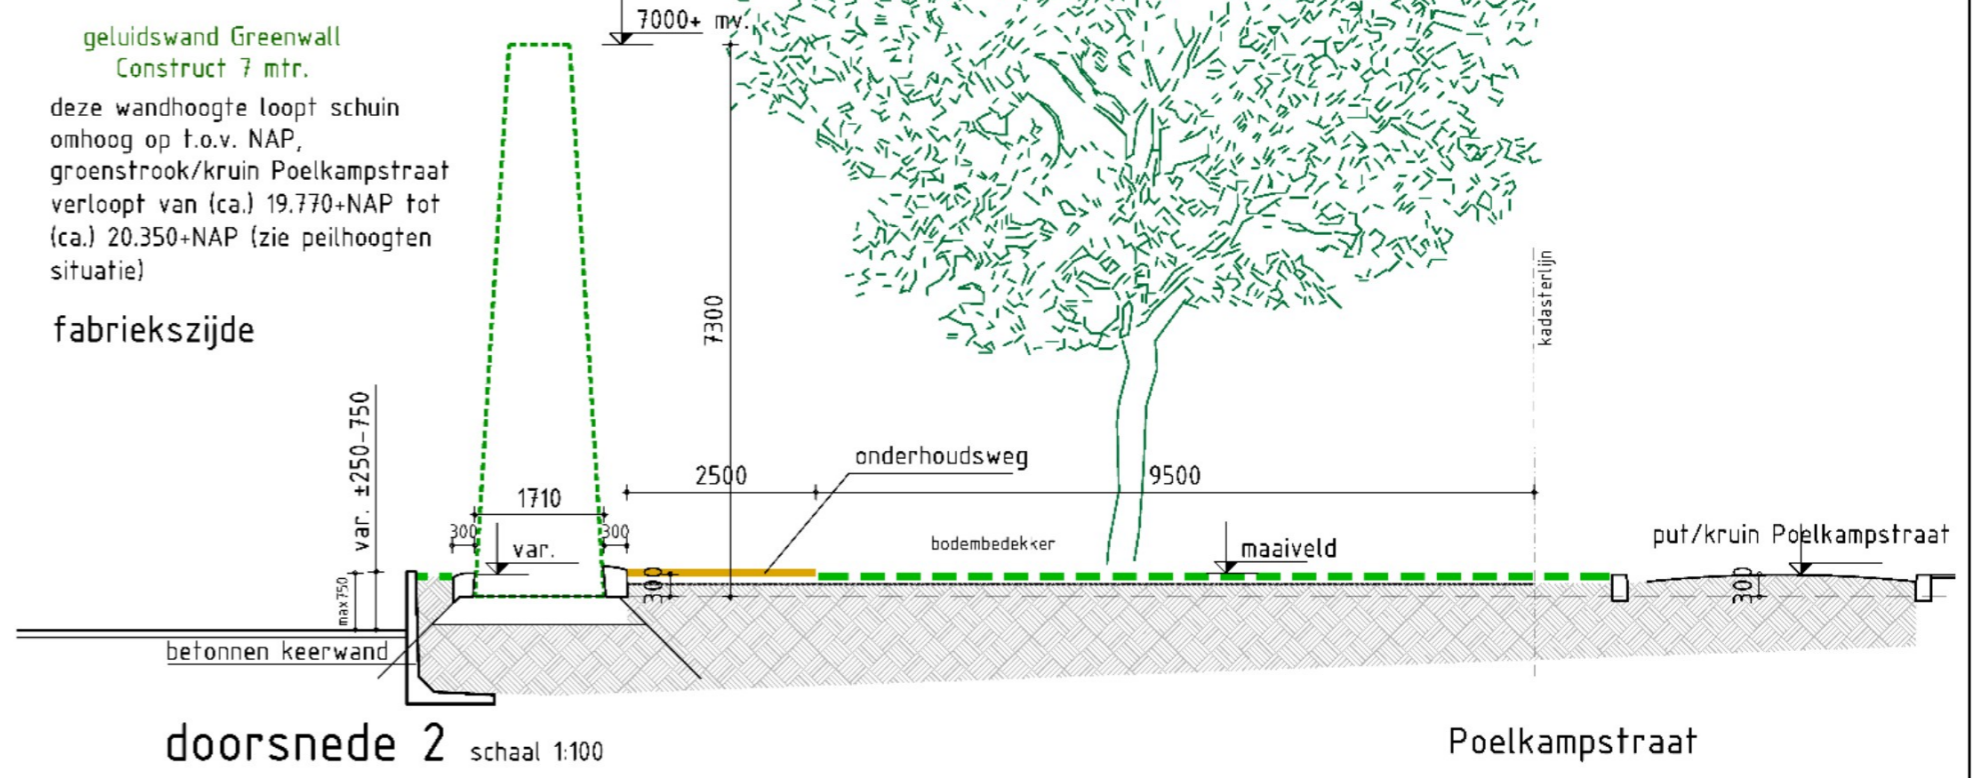 7000+ mv.
geluidswand Greenwall
Construct 7 mtr.
deze wandhoogte loopt schuin
omhoog op t.o.v. NAP,
groenstrook/kruin Poelkampstraat
verloopt van (ca.) 19.770+NAP tot
(ca.) 20.350+NAP (zie peilhoogten
situatie)
fabriekszijde
kadasterlijn
7300
var. ±250-750
onderhoudsweg
2500
9500
1710
300
300
var.
bodembedekker
maaiveld
put/kruin Poelkampstraat
300
300
max750
betonnen keerwand
doorsnede 2 schaal 1:100
Poelkampstraat